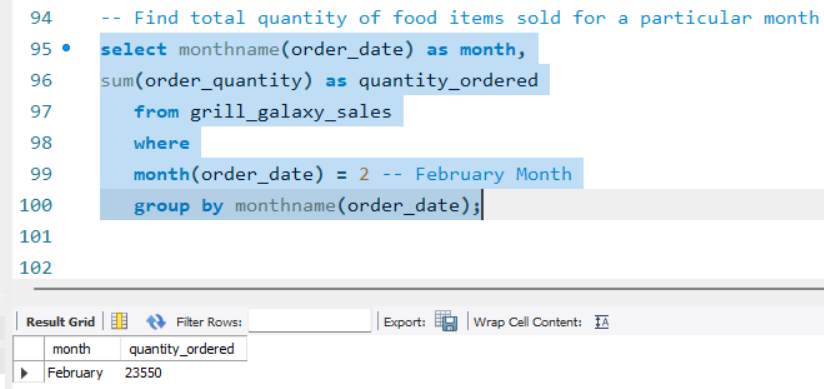 94 -- Find total quantity of food items sold for a particular month
95 select monthname(order_date) as month,
96 sum(order_quantity) as quantity_ordered
97 from grill_galaxy_sales
98 where
99 month(order_date) = 2 -- February Month
100 group by monthname(order_date);
101
102
Result Grid Filter Rows: Export: Wrap Cell Content: IA
month quantity_ordered
February 23550